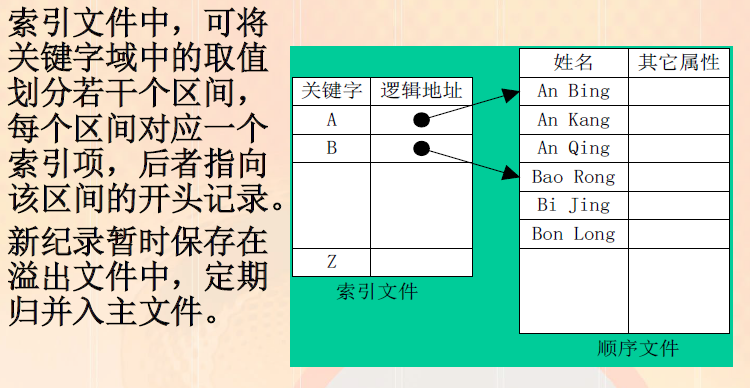 索引文件中，可将
关键字域中的取值
划分若干个区间，
每个区间对应一个
索引项，后者指向
该区间的开头记录。
新纪录暂时保存在
溢出文件中，定期
归并入主文件。
关键字 逻辑地址
A
B
Z
索引文件
姓名 其它属性
An Bing
An Kang
An Qing
Bao Rong
Bi Jing
Bon Long
顺序文件